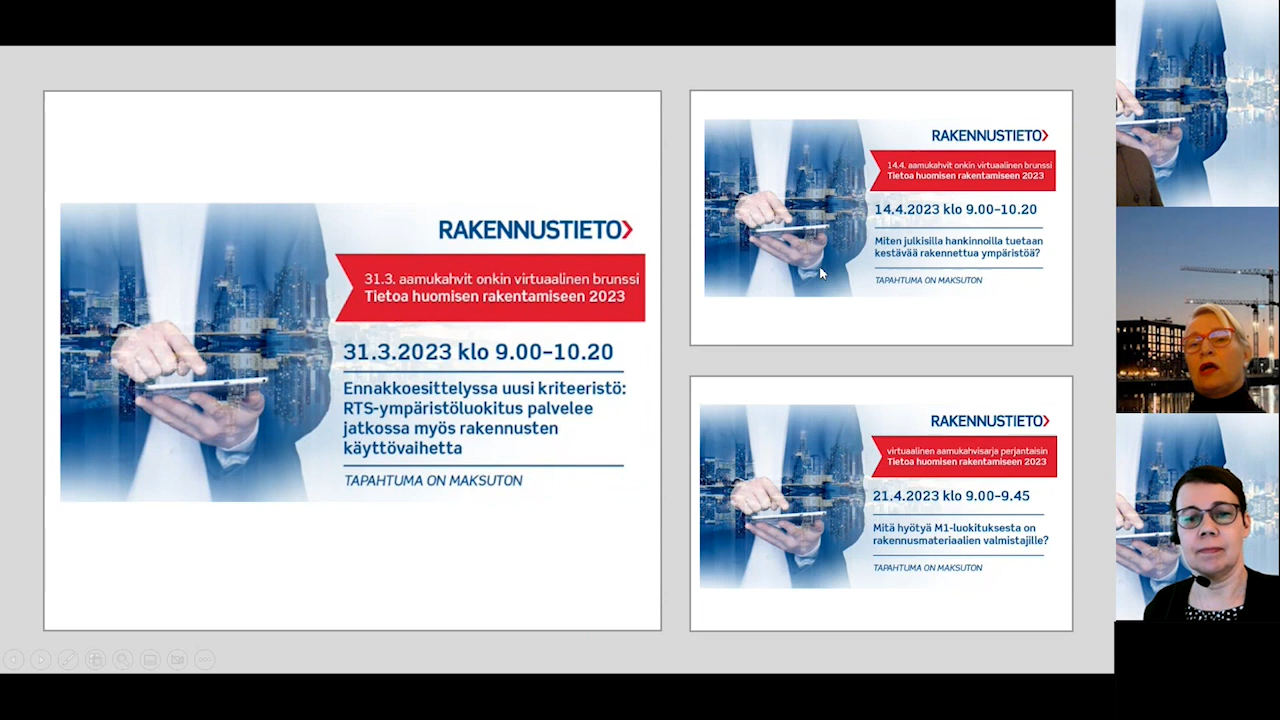 RAKENNUSTIETO
31.3. aamukahvit onkin virtuaalinen brunssi
Tietoa huomisen rakentamiseen 2023
31.3.2023 klo 9.00–10.20
Ennakkoesittelyssa uusi kriteeristö:
RTS-ympäristöluokitus palvelee
jatkossa myös rakennusten
käyttövaihetta
TAPAHTUMA ON MAKSUTON
RAKENNUSTIETO
14.4. aamukahvit onkin virtuaalinen brunssi
Tietoa huomisen rakentamiseen 2023
14.4.2023 klo 9.00–10.20
Miten julkisilla hankinnoilla tuetaan
kestävää rakennettua ympäristöä?
TAPAHTUMA ON MAKSUTON
RAKENNUSTIETO
virtuaalinen aamukahvisarja perjantaisin
Tietoa huomisen rakentamiseen 2023
21.4.2023 klo 9.00–9.45
Mitä hyötyä M1-luokituksesta on
rakennusmateriaalien valmistajille?
TAPAHTUMA ON MAKSUTON